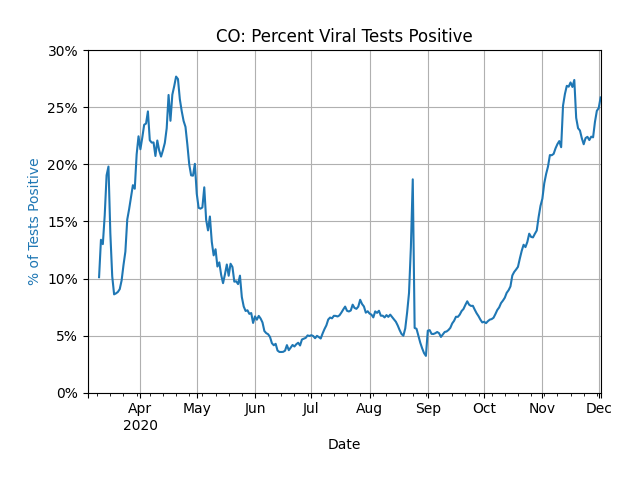 CO: Percent Viral Tests Positive
30%
25%
20%
15%
10%
5%
0%
% of Tests Positive
Apr May Jun Jul Aug Sep Oct Nov Dec
2020
Date